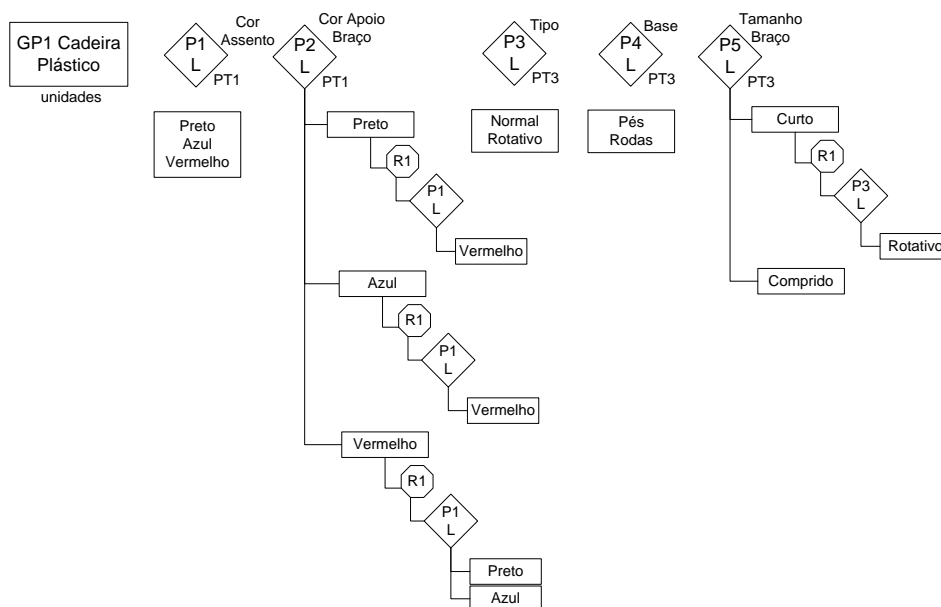 GP1 Cadeira
Plástico
unidades
P1
L
Cor
Assento
PT1
Preto
Azul
Vermelho
P2
L
Cor Apoio
Braço
PT1
Preto
R1
P1
L
Vermelho
Azul
R1
P1
L
Vermelho
Vermelho
R1
P1
L
Preto
Azul
P3
L
Tipo
PT3
Normal
Rotativo
P4
L
Base
PT3
Pés
Rodas
P5
L
Tamanho
Braço
PT3
Curto
R1
P3
L
Rotativo
Comprido